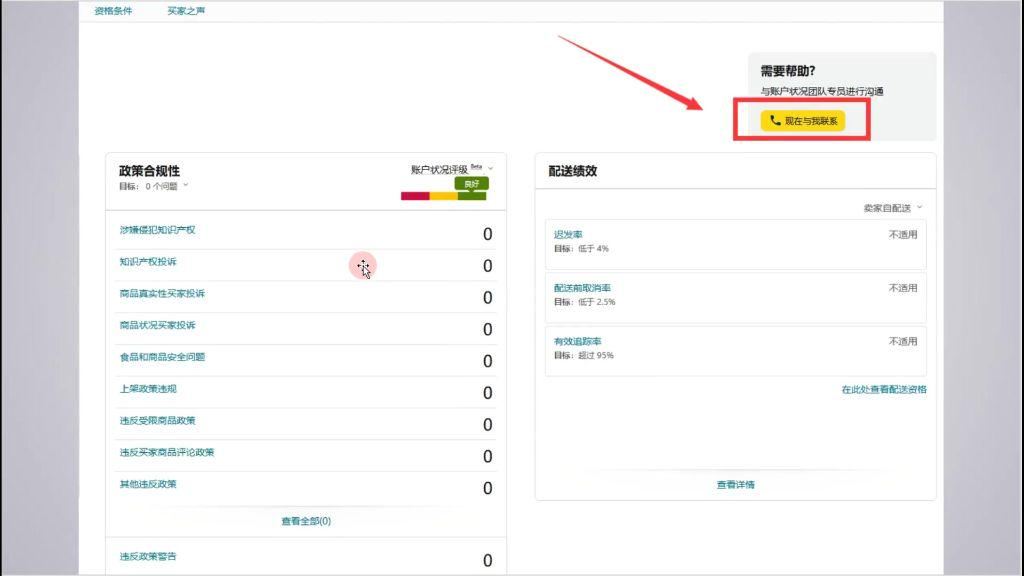 资格条件 买家之声
需要帮助?
与账户状况团队专员进行沟通
现在与我联系
政策合规性
目标： 0 个问题
账户状况评级 Beta
良好
涉嫌侵犯知识产权 0
知识产权投诉 0
商品真实性买家投诉 0
商品状况买家投诉 0
食品和商品安全问题 0
上架政策违规 0
违反受限商品政策 0
违反买家商品评论政策 0
其他违反政策 0
查看全部(0)
违反政策警告 0
配送绩效
卖家自配送
迟发率 不适用
目标：低于 4%
配送前取消率 不适用
目标：低于 2.5%
有效追踪率 不适用
目标：超过 95%
在此处查看配送资格
查看详情